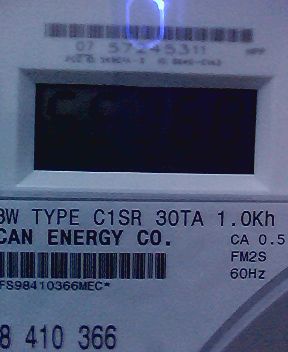 07 57245311
3W TYPE C1SR 30TA 1.0Kh
CAN ENERGY CO.
CA 0.5
FM2S
60Hz
FS98410366MEC*
8 410 366